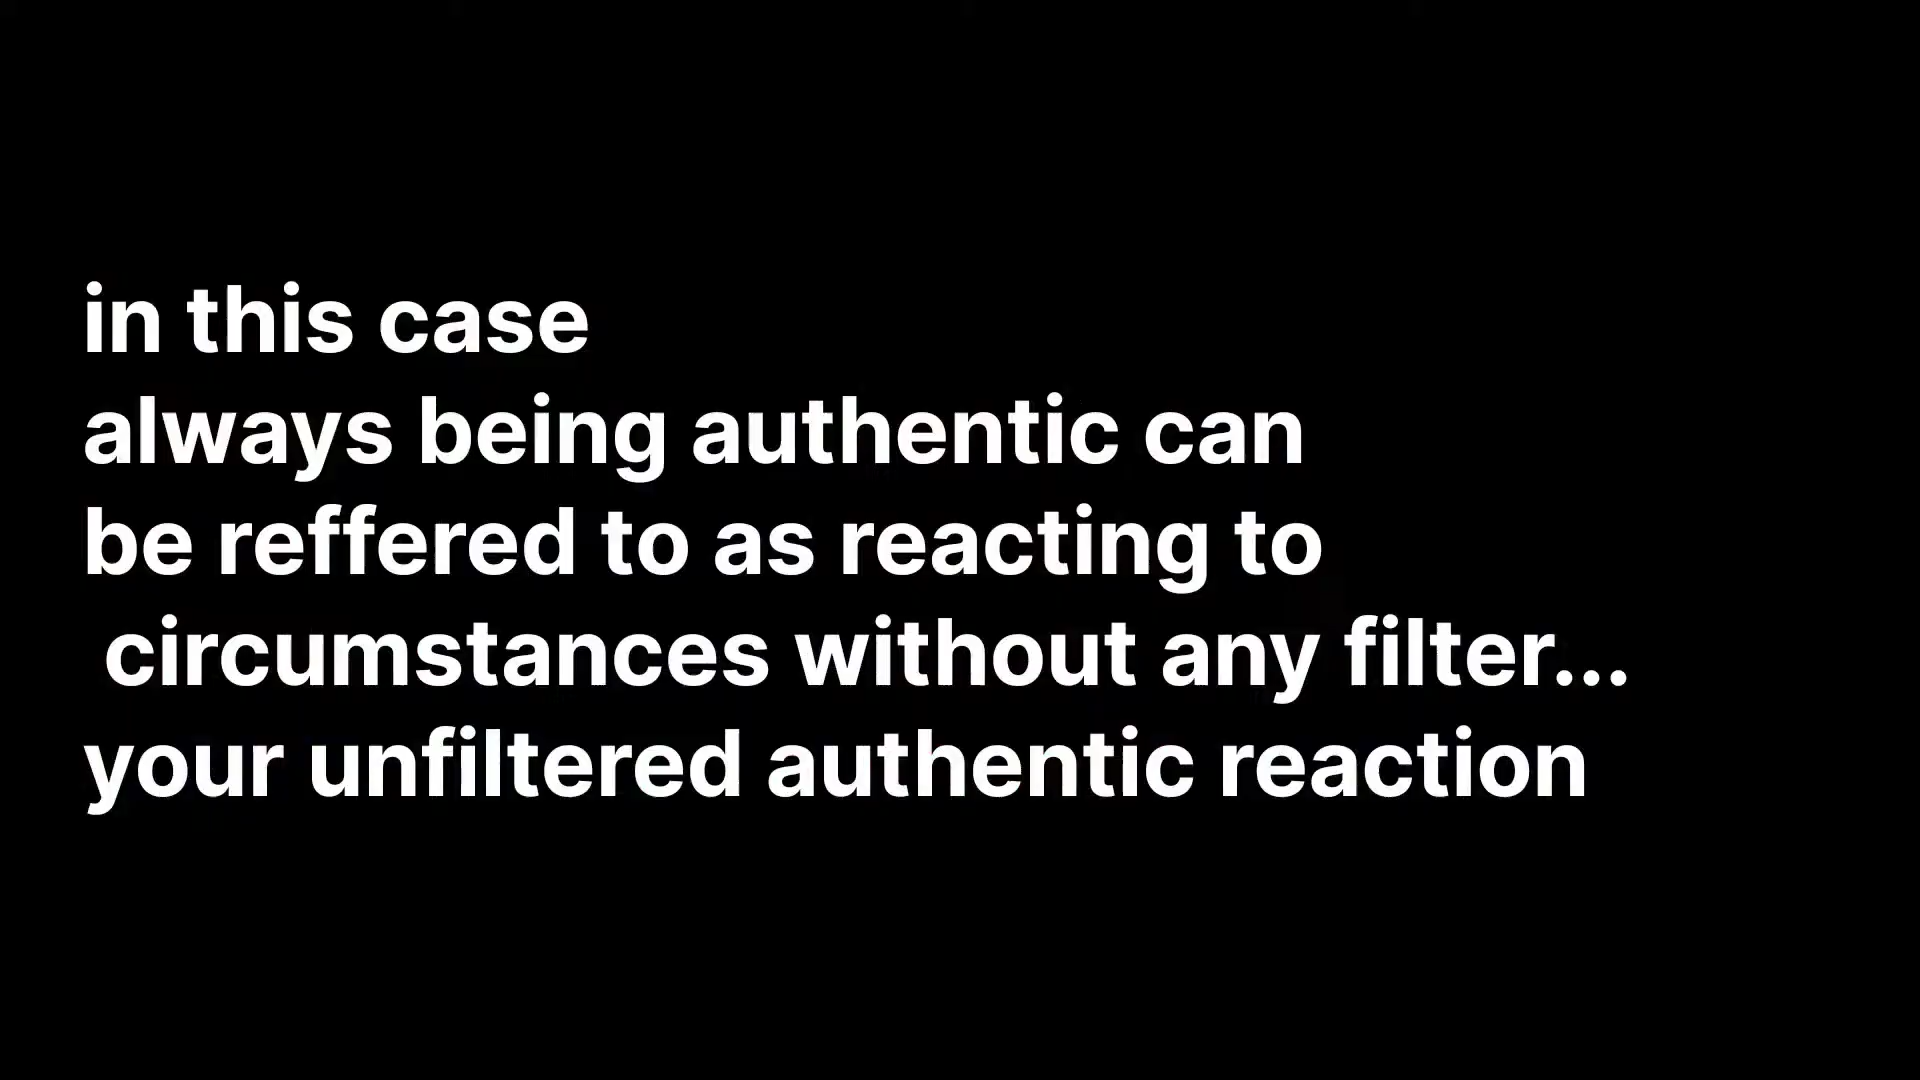 in this case
always being authentic can
be reffered to as reacting to
circumstances without any filter...
your unfiltered authentic reaction